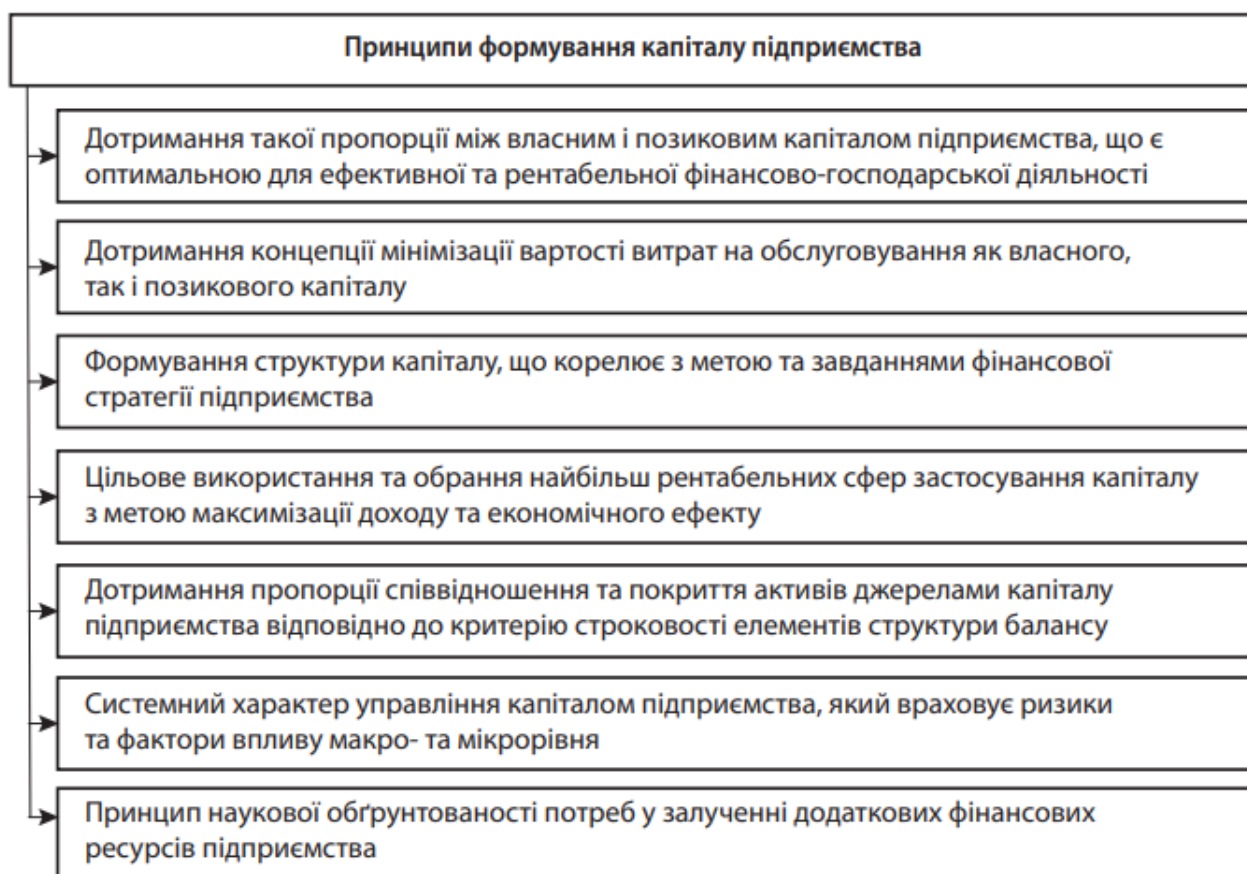 Принципи формування капіталу підприємства
Дотримання такої пропорції між власним і позиковим капіталом підприємства, що є
оптимальною для ефективної та рентабельної фінансово-господарської діяльності
Дотримання концепції мінімізації вартості витрат на обслуговування як власного,
так і позикового капіталу
Формування структури капіталу, що корелює з метою та завданнями фінансової
стратегії підприємства
Цільове використання та обрання найбільш рентабельних сфер застосування капіталу
з метою максимізації доходу та економічного ефекту
Дотримання пропорції співвідношення та покриття активів джерелами капіталу
підприємства відповідно до критерію строковості елементів структури балансу
Системний характер управління капіталом підприємства, який враховує ризики
та фактори впливу макро- та мікрорівня
Принцип наукової обґрунтованості потреб у залученні додаткових фінансових
ресурсів підприємства